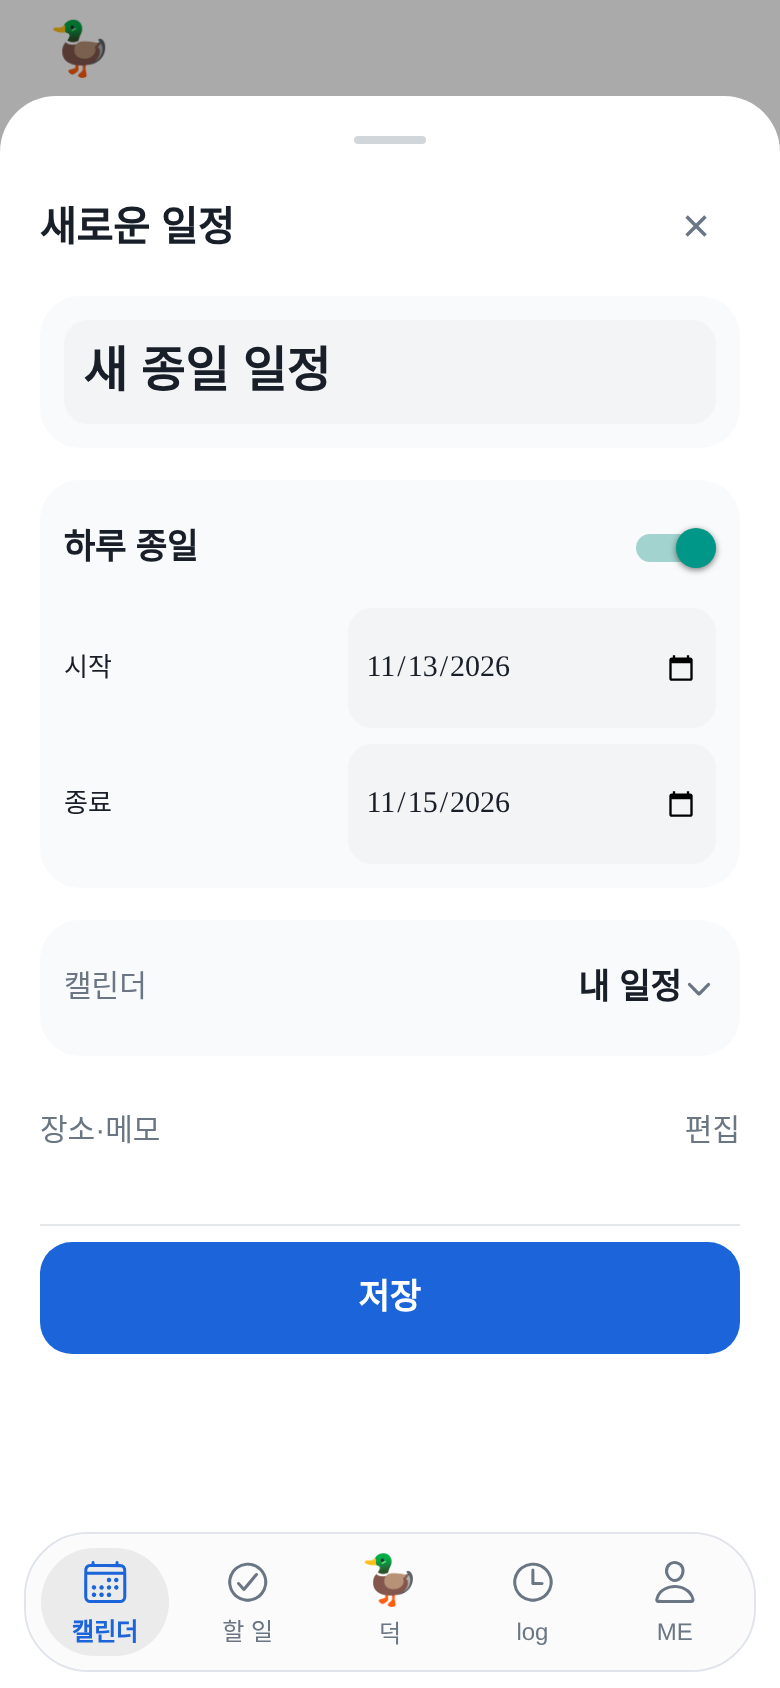 새로운 일정
새 종일 일정
하루 종일
시작 11/13/2026
종료 11/15/2026
캘린더 내 일정
장소·메모 편집
저장
캘린더 할 일 덕 log ME